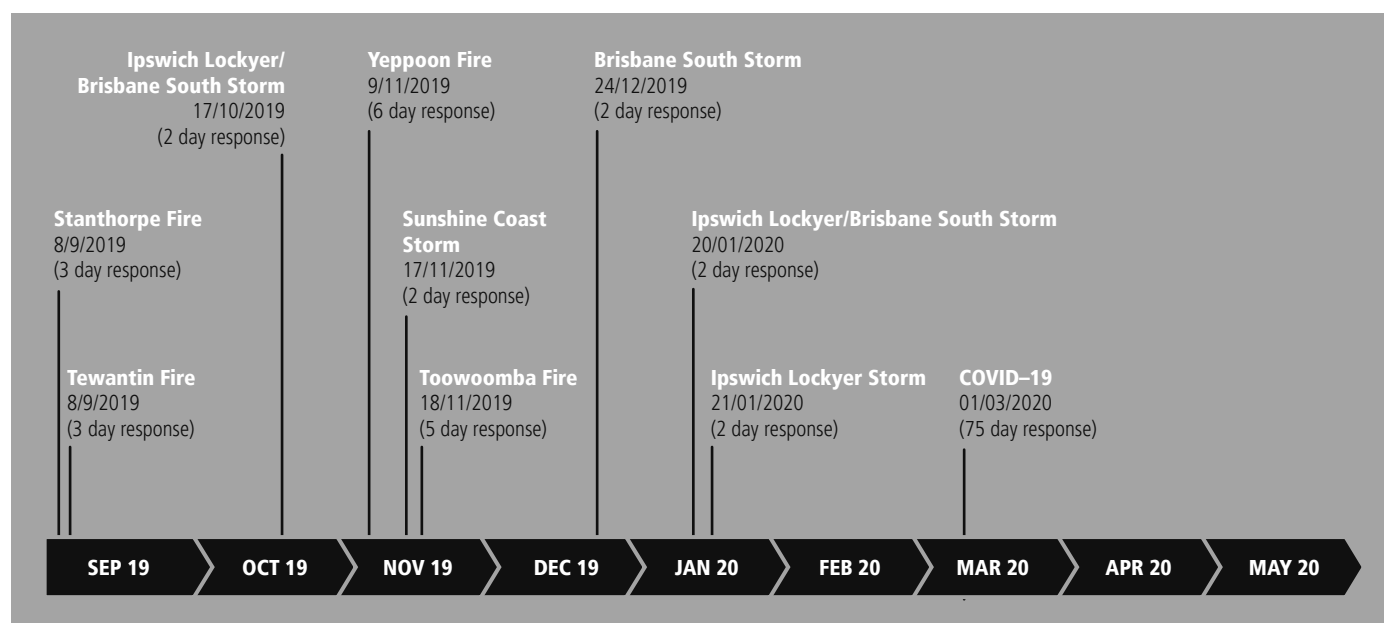 Ipswich Lockyer/
Brisbane South Storm
17/10/2019
(2 day response)
Yeppoon Fire
9/11/2019
(6 day response)
Brisbane South Storm
24/12/2019
(2 day response)
Stanthorpe Fire
8/9/2019
(3 day response)
Sunshine Coast
Storm
17/11/2019
(2 day response)
Ipswich Lockyer/Brisbane South Storm
20/01/2020
(2 day response)
Tewantin Fire
8/9/2019
(3 day response)
Toowoomba Fire
18/11/2019
(5 day response)
Ipswich Lockyer Storm
21/01/2020
(2 day response)
COVID–19
01/03/2020
(75 day response)
SEP 19
OCT 19
NOV 19
DEC 19
JAN 20
FEB 20
MAR 20
APR 20
MAY 20